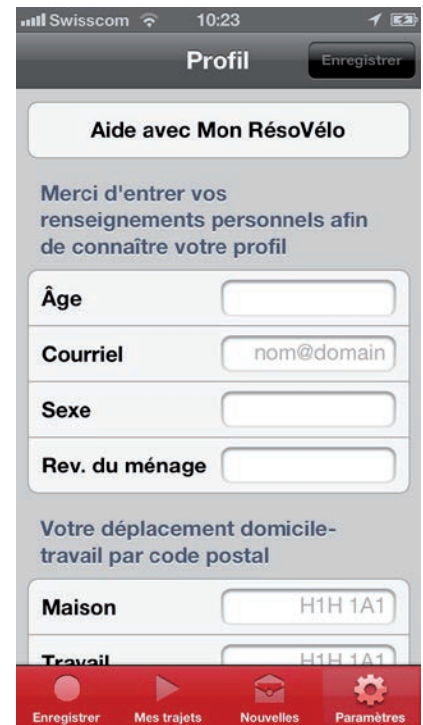 Swisscom 10:23
Profil Enregistrer
Aide avec Mon RésoVélo
Merci d'entrer vos
renseignements personnels afin
de connaître votre profil
Âge
Courriel nom@domain
Sexe
Rev. du ménage
Votre déplacement domicile-
travail par code postal
Maison H1H 1A1
Travail H1H 1A1
Enregistrer Mes trajets Nouvelles Paramètres